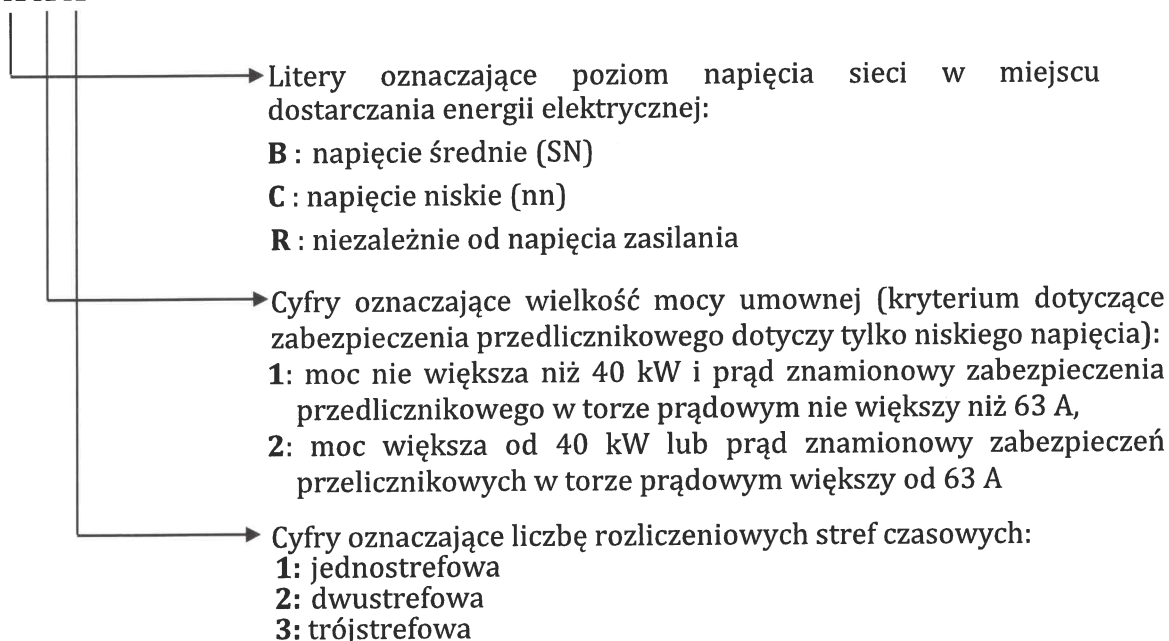 Litery oznaczające poziom napięcia sieci w miejscu
dostarczania energii elektrycznej:
B : napięcie średnie (SN)
C : napięcie niskie (nn)
R : niezależnie od napięcia zasilania
Cyfry oznaczające wielkość mocy umownej (kryterium dotyczące
zabezpieczenia przedlicznikowego dotyczy tylko niskiego napięcia):
1: moc nie większa niż 40 kW i prąd znamionowy zabezpieczenia
przedlicznikowego w torze prądowym nie większy niż 63 A,
2: moc większa od 40 kW lub prąd znamionowy zabezpieczeń
przelicznikowych w torze prądowym większy od 63 A
Cyfry oznaczające liczbę rozliczeniowych stref czasowych:
1: jednostrefowa
2: dwustrefowa
3: trójstrefowa